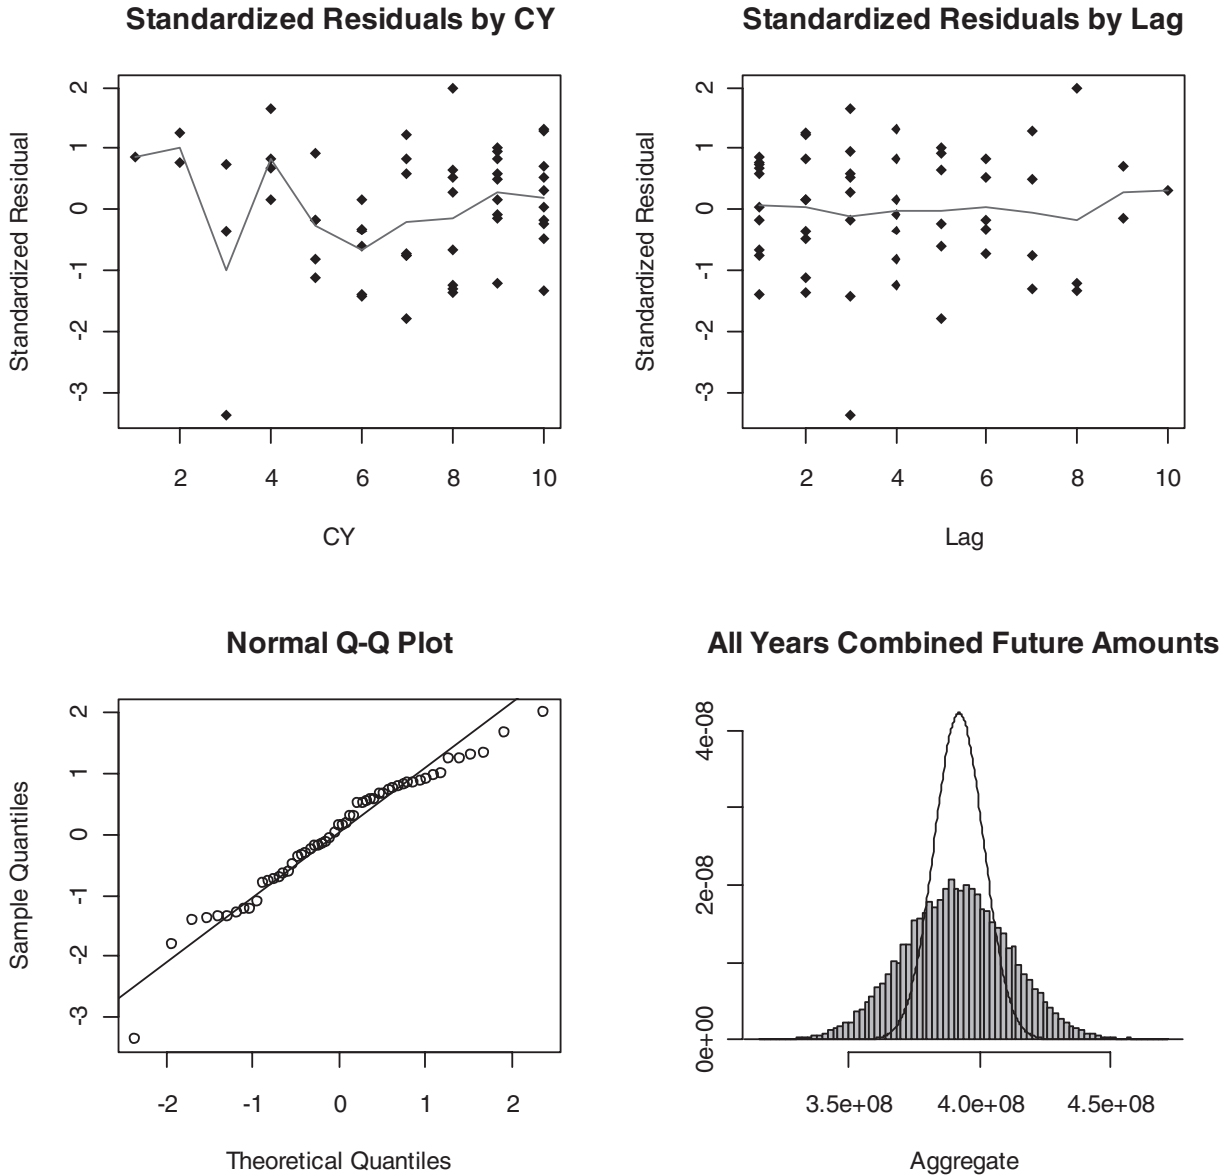 Standardized Residuals by CY
Standardized Residual
2
1
0
-1
-2
-3
2
4
6
8
10
CY
Standardized Residuals by Lag
Standardized Residual
2
1
0
-1
-2
-3
2
4
6
8
10
Lag
Normal Q-Q Plot
Sample Quantiles
2
1
0
-1
-2
-3
-2
-1
0
1
2
Theoretical Quantiles
All Years Combined Future Amounts
4e-08
2e-08
0e+00
3.5e+08
4.0e+08
4.5e+08
Aggregate